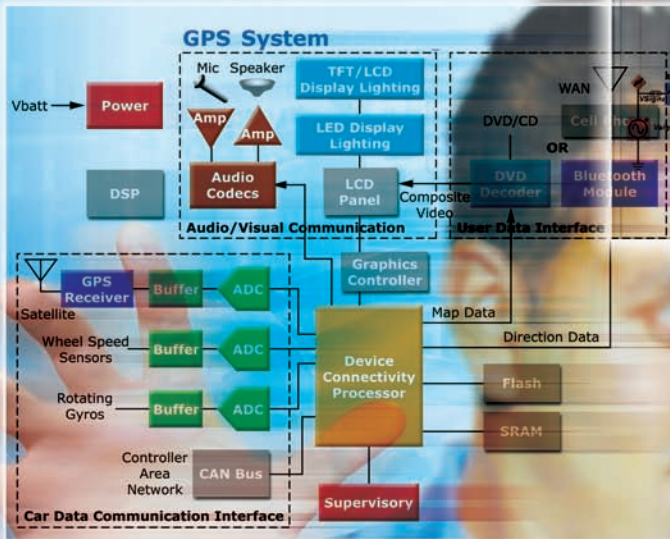 GPS System
Mic Speaker
TFT/LCD
Display Lighting
WAN
Vbatt
Power
Amp
Amp
LED Display
Lighting
DVD/CD
OR
DSP
Audio
Codecs
LCD
Panel
Composite
Video
DVD
Decoder
Bluetooth
Module
Audio/Visual Communication
User Data Interface
GPS
Receiver
Buffer
ADC
Graphics
Controller
Satellite
Map Data
Wheel Speed
Sensors
Buffer
ADC
Device
Connectivity
Processor
Direction Data
Flash
Rotating
Gyros
Buffer
ADC
SRAM
Controller
Area
Network
CAN Bus
Supervisory
Car Data Communication Interface